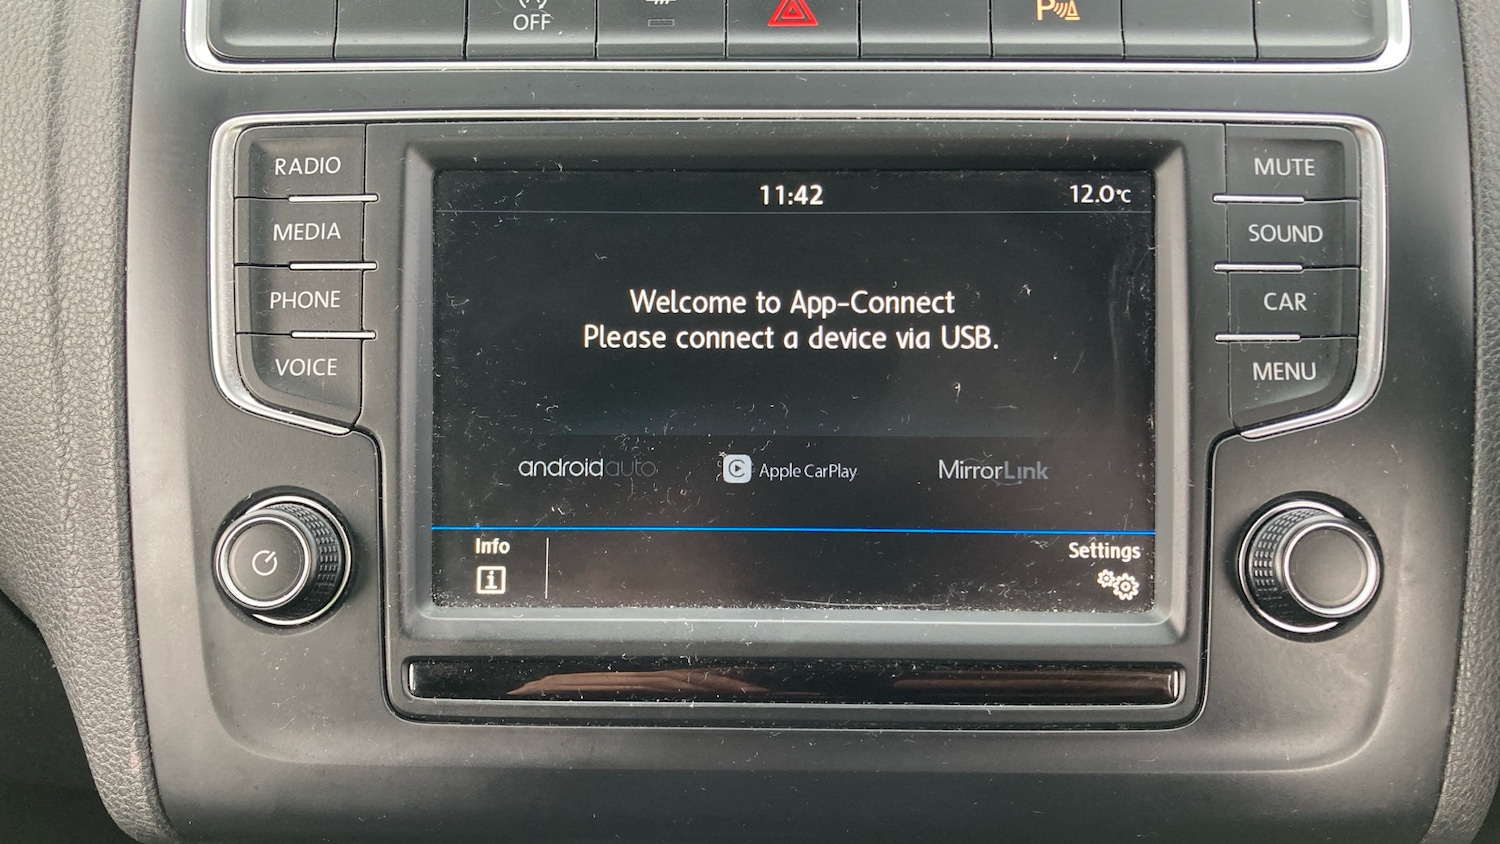 OFF
P
RADIO
MEDIA
PHONE
VOICE
11:42
12.0°C
Welcome to App-Connect
Please connect a device via USB.
androidauto
Apple CarPlay
MirrorLink
Info
i
Settings
MUTE
SOUND
CAR
MENU